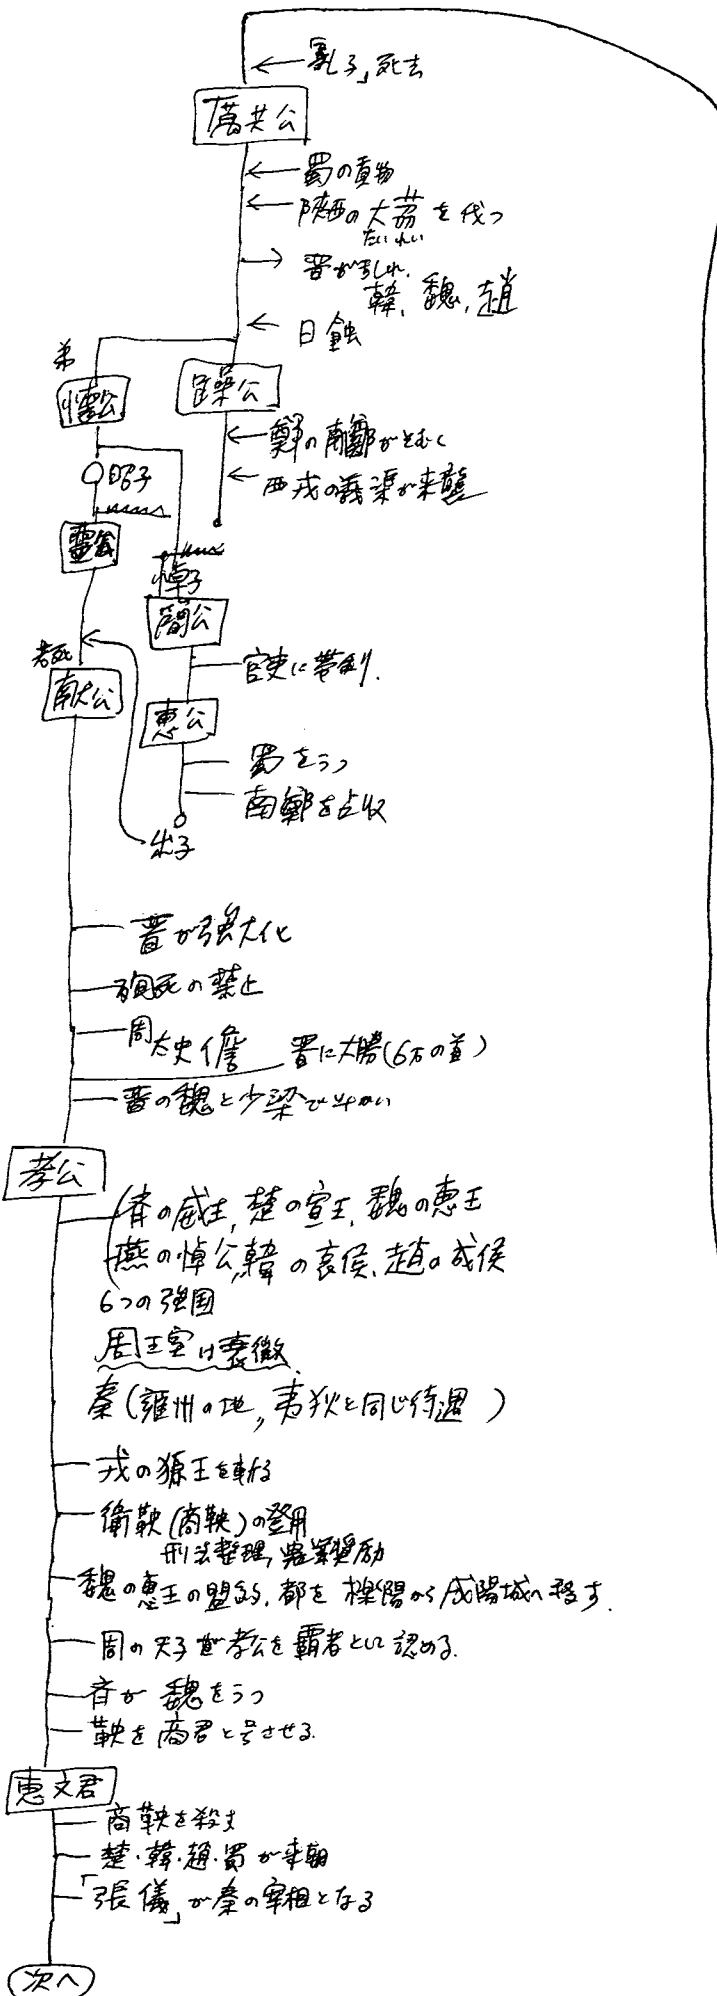 「孔子」死去
厲共公
蜀の貢物
陝西の大荔を伐つ
たいれい
晋がまじれ、
韓、魏、趙
日蝕
弟
懐公
躁公
鄭の南鄭がそむく
西戎の義渠が来襲
昭子
霊公
悼子
簡公
官吏に帯剣。
献公
恵公
蜀をうつ
南鄭を占収
出子
晋が強大化
殉死の禁止
周太史儋
晋に大勝(6万の首)
晋の魏と少梁で戦い
孝公
斉の威王, 楚の宣王, 魏の恵王
燕の悼公, 韓の哀侯、趙の成侯
6つの強国
周王室は衰微
秦(雍州の地, 夷狄と同じ待遇)
戎の獂王を斬る
衛鞅(商鞅)の登用
刑法整理, 農業奨励
魏の恵王の盟約、都を櫟陽から咸陽城へ移す.
周の天子が孝公を覇者として認める.
斉が魏をうつ
鞅を商君と号させる.
恵文君
商鞅を殺す
楚・韓・趙・蜀が来朝
「張儀」が秦の宰相となる
次へ